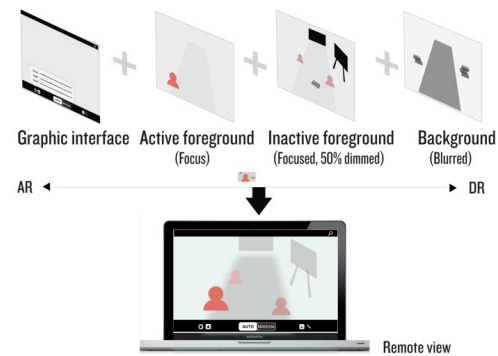 Graphic interface
Active foreground
(Focus)
Inactive foreground
(Focused, 50% dimmed)
Background
(Blurred)
AR
DR
AUTO MANUAL
Remote view